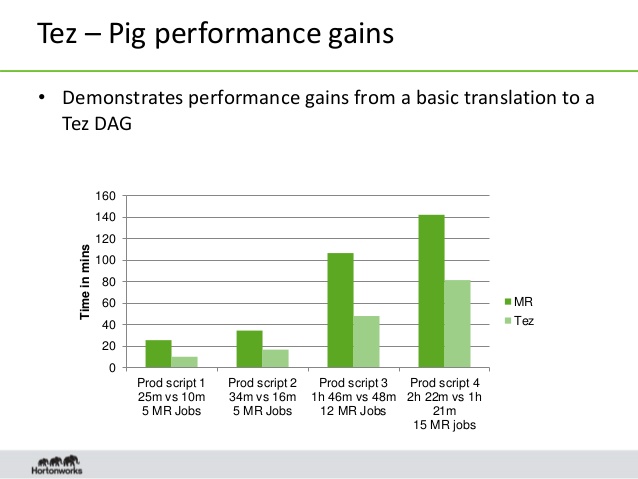 Tez – Pig performance gains
• Demonstrates performance gains from a basic translation to a
Tez DAG
160
140
120
100
80
60
40
20
0
Time in mins
MR
Tez
Prod script 1
25m vs 10m
5 MR Jobs
Prod script 2
34m vs 16m
5 MR Jobs
Prod script 3
1h 46m vs 48m
12 MR Jobs
Prod script 4
2h 22m vs 1h
21m
15 MR jobs
Hortonworks